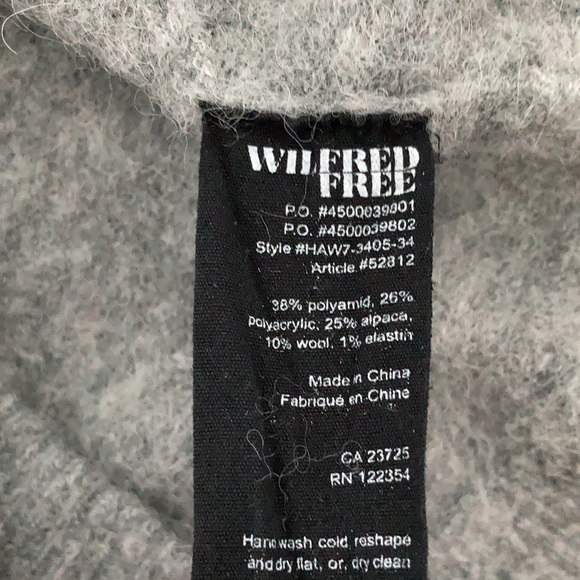 WILFRED
FREE
P.O. #4500039801
P.O. #4500039802
Style #HAW7-3405-34
Article #52812
38% polyamid, 26%
polyacrylic, 25% alpaca,
10% wool, 1% elastin
Made in China
Fabriqué en Chine
CA 23725
RN 122354
Hand wash cold reshape
and dry flat, or, dry clean